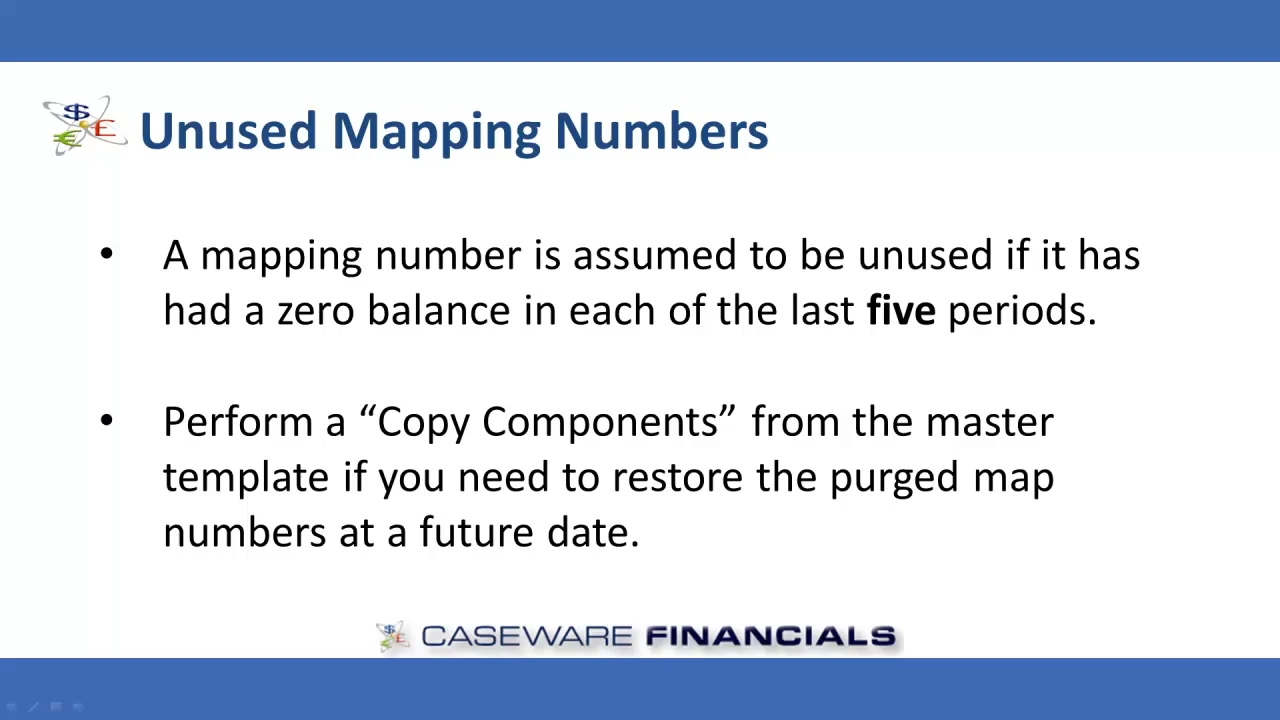 Unused Mapping Numbers
• A mapping number is assumed to be unused if it has
had a zero balance in each of the last five periods.
• Perform a “Copy Components” from the master
template if you need to restore the purged map
numbers at a future date.
CASEWARE FINANCIALS